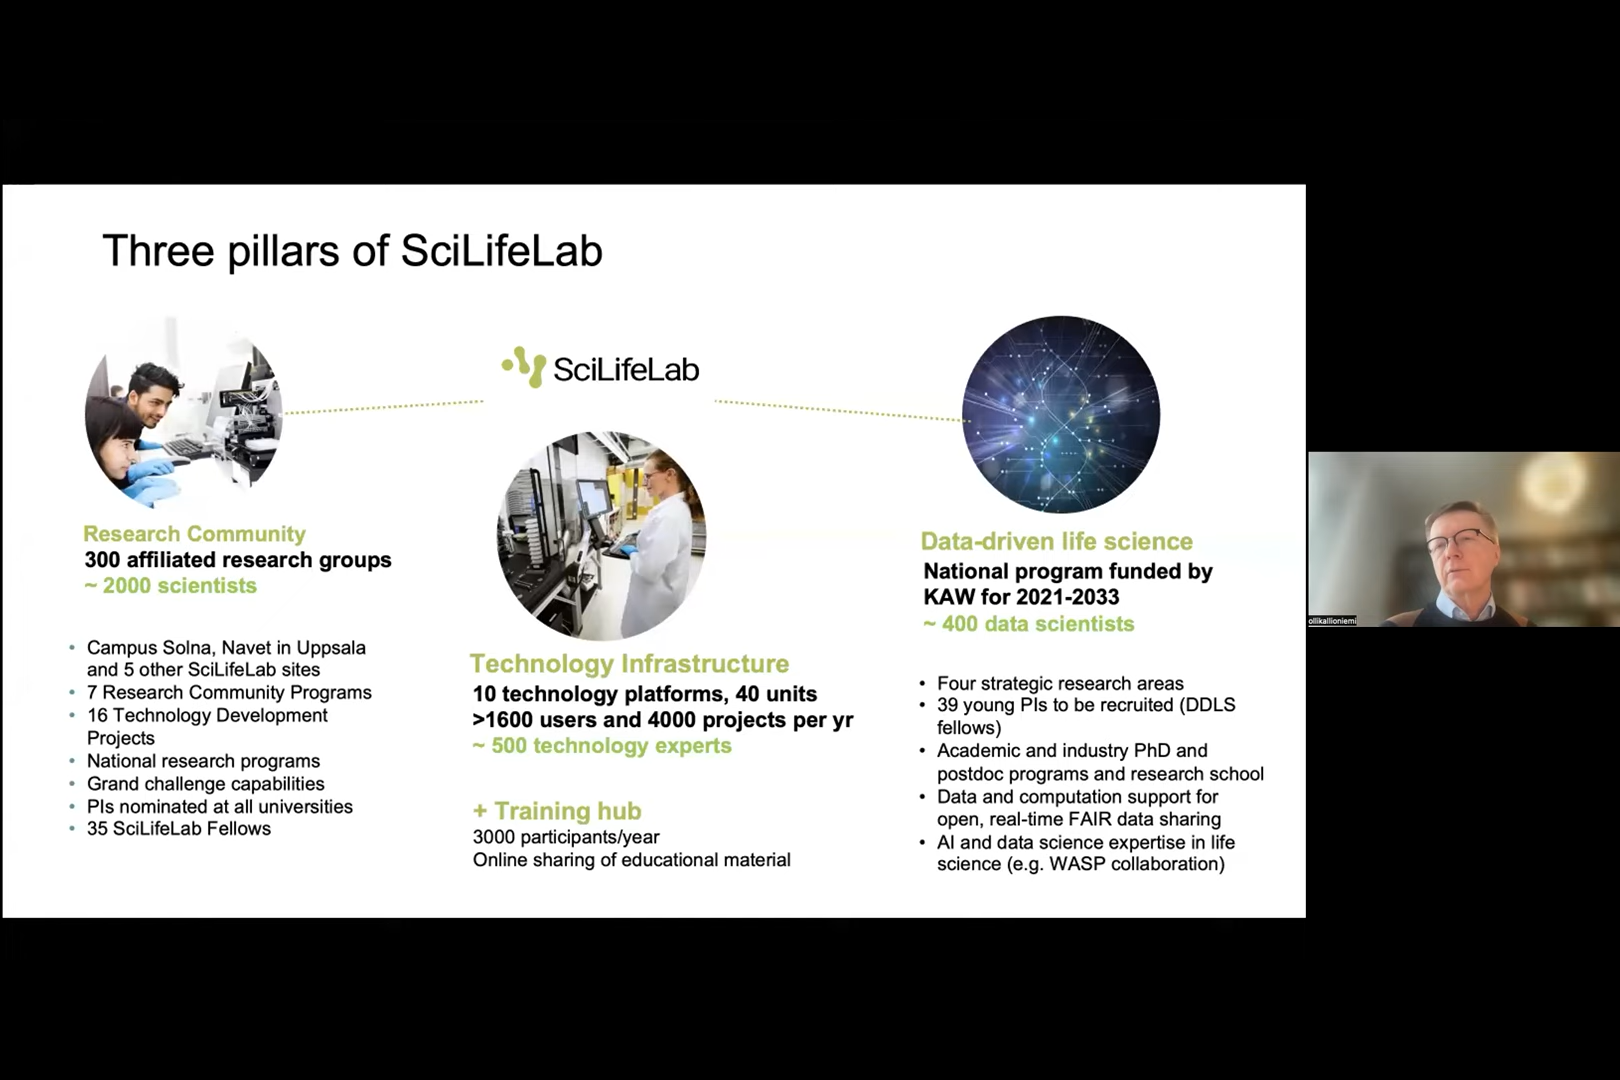 Three pillars of SciLifeLab
SciLifeLab
Research Community
300 affiliated research groups
~ 2000 scientists
• Campus Solna, Navet in Uppsala
and 5 other SciLifeLab sites
• 7 Research Community Programs
• 16 Technology Development
Projects
• National research programs
• Grand challenge capabilities
• PIs nominated at all universities
• 35 SciLifeLab Fellows
Technology Infrastructure
10 technology platforms, 40 units
>1600 users and 4000 projects per yr
~ 500 technology experts
+ Training hub
3000 participants/year
Online sharing of educational material
Data-driven life science
National program funded by
KAW for 2021-2033
~ 400 data scientists
• Four strategic research areas
• 39 young PIs to be recruited (DDLS
fellows)
• Academic and industry PhD and
postdoc programs and research school
• Data and computation support for
open, real-time FAIR data sharing
• AI and data science expertise in life
science (e.g. WASP collaboration)
ollikallioniemi